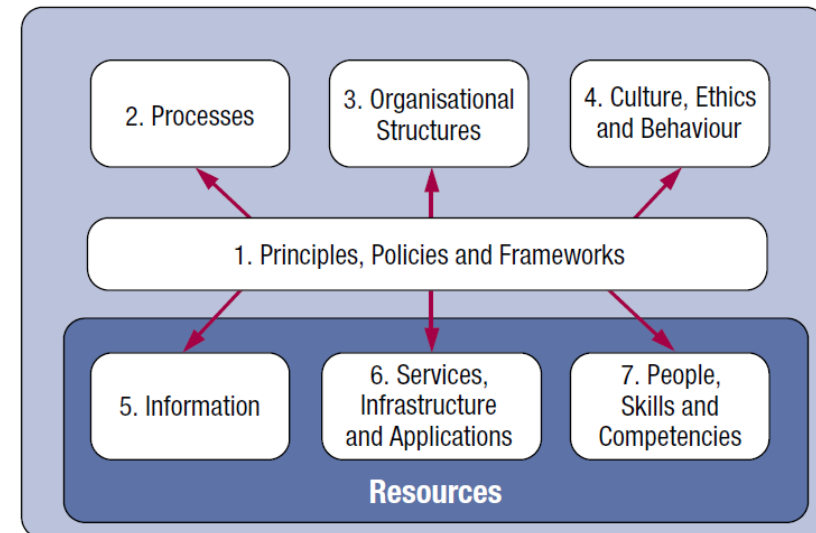 2. Processes
3. Organisational
Structures
4. Culture, Ethics
and Behaviour
1. Principles, Policies and Frameworks
5. Information
6. Services,
Infrastructure
and Applications
7. People,
Skills and
Competencies
Resources